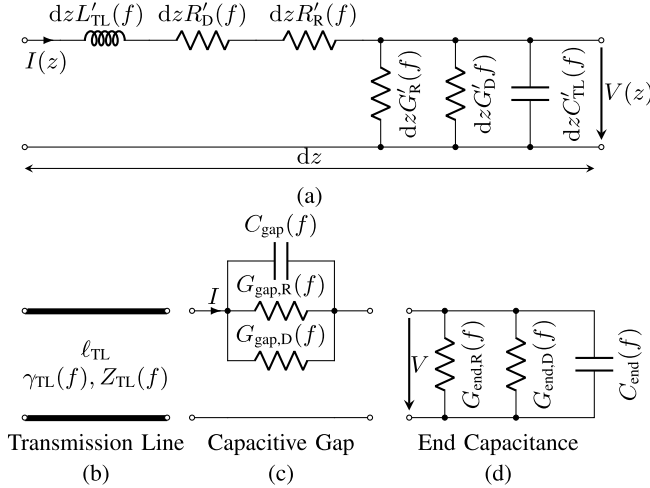 dzL′TL(f) dzR′D(f) dzR′R(f)
I(z)
dzG′R(f)
dzG′Df)
dzC′TL(f)
V(z)
dz
(a)
Cgap(f)
I
Ggap,R(f)
Ggap,D(f)
ℓTL
γTL(f), ZTL(f)
V
Gend,R(f)
Gend,D(f)
Cend(f)
Transmission Line Capacitive Gap End Capacitance
(b) (c) (d)